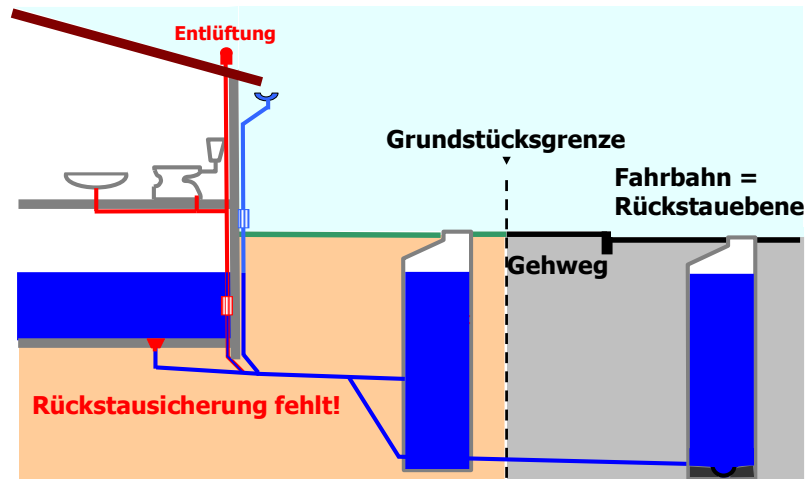 Entlüftung
Grundstücksgrenze
Fahrbahn =
Rückstauebene
Gehweg
Rückstausicherung fehlt!